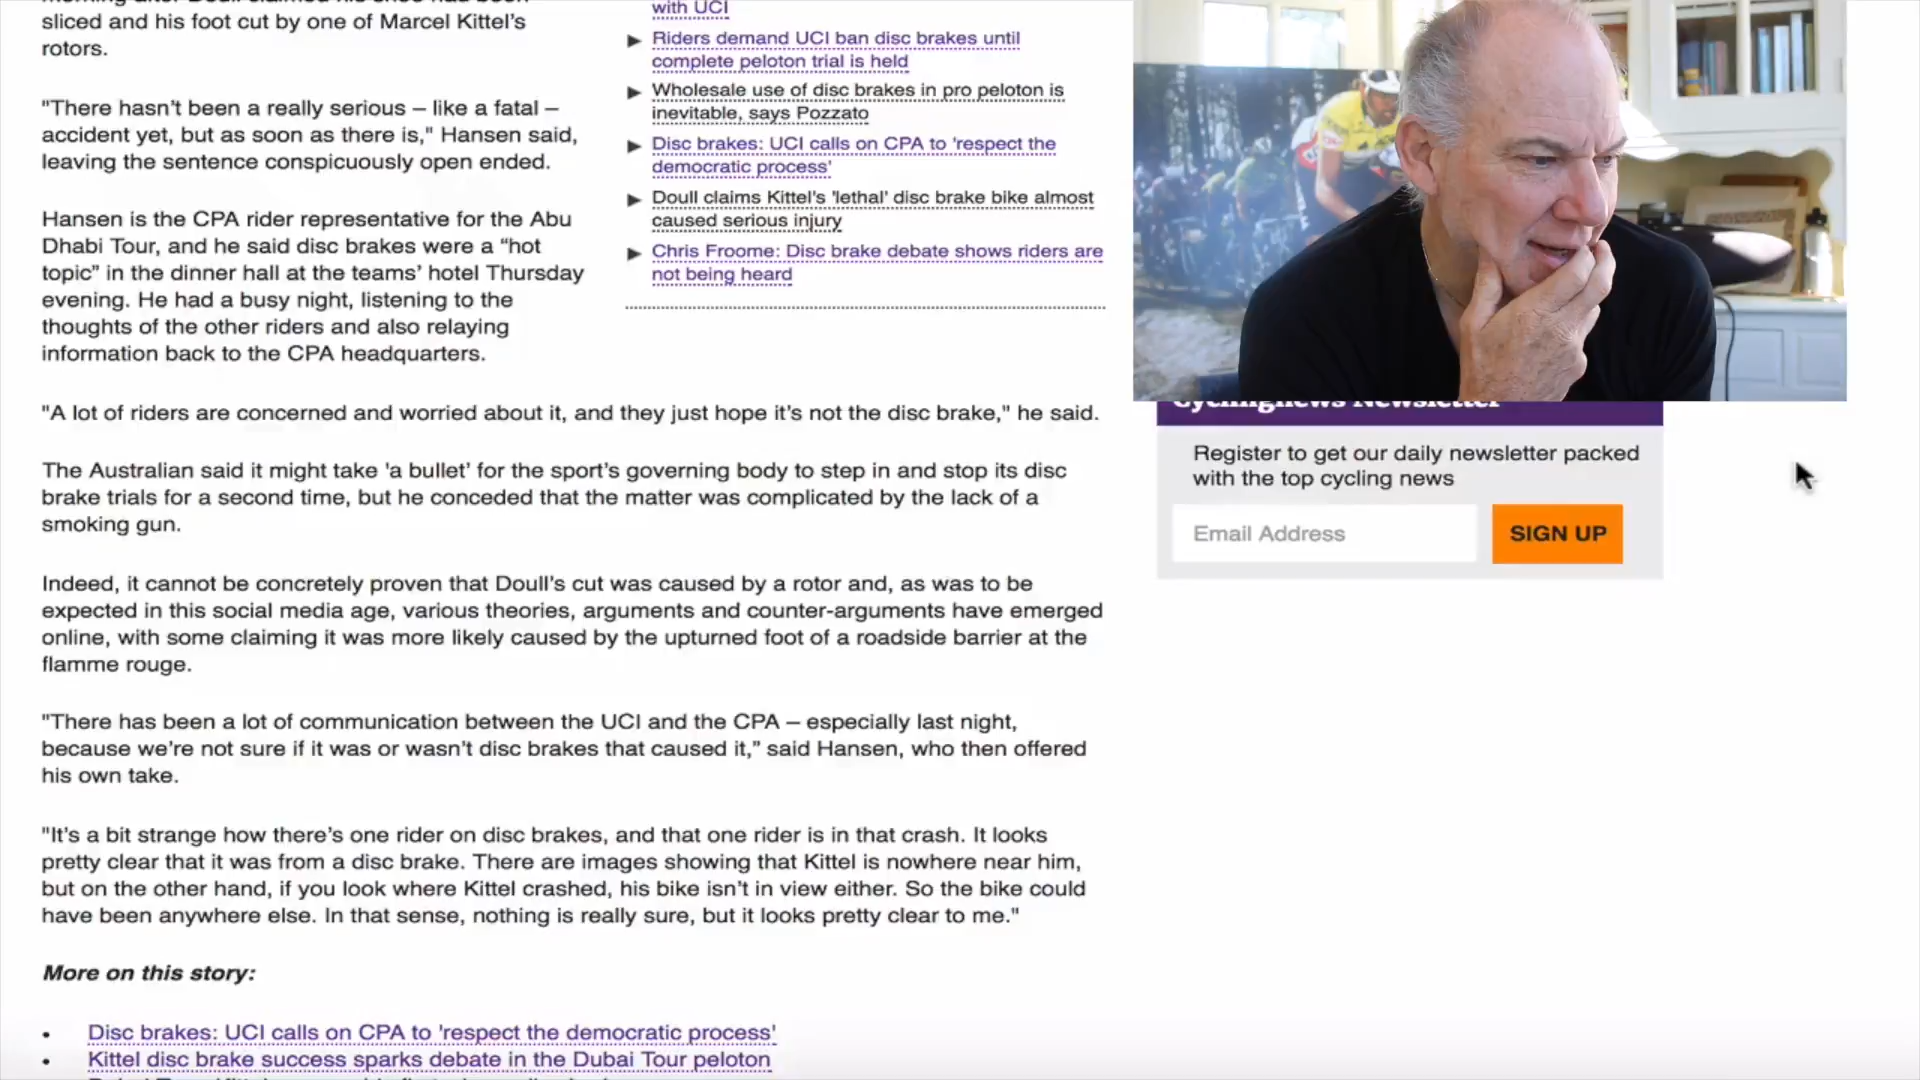 sliced and his foot cut by one of Marcel Kittel's
rotors.
"There hasn't been a really serious – like a fatal –
accident yet, but as soon as there is," Hansen said,
leaving the sentence conspicuously open ended.
Hansen is the CPA rider representative for the Abu
Dhabi Tour, and he said disc brakes were a "hot
topic" in the dinner hall at the teams' hotel Thursday
evening. He had a busy night, listening to the
thoughts of the other riders and also relaying
information back to the CPA headquarters.
with UCI
► Riders demand UCI ban disc brakes until
complete peloton trial is held
► Wholesale use of disc brakes in pro peloton is
inevitable, says Pozzato
► Disc brakes: UCI calls on CPA to 'respect the
democratic process'
► Doull claims Kittel's 'lethal' disc brake bike almost
caused serious injury
► Chris Froome: Disc brake debate shows riders are
not being heard
"A lot of riders are concerned and worried about it, and they just hope it's not the disc brake," he said.
The Australian said it might take 'a bullet' for the sport's governing body to step in and stop its disc
brake trials for a second time, but he conceded that the matter was complicated by the lack of a
smoking gun.
Indeed, it cannot be concretely proven that Doull's cut was caused by a rotor and, as was to be
expected in this social media age, various theories, arguments and counter-arguments have emerged
online, with some claiming it was more likely caused by the upturned foot of a roadside barrier at the
flamme rouge.
"There has been a lot of communication between the UCI and the CPA – especially last night,
because we're not sure if it was or wasn't disc brakes that caused it," said Hansen, who then offered
his own take.
"It's a bit strange how there's one rider on disc brakes, and that one rider is in that crash. It looks
pretty clear that it was from a disc brake. There are images showing that Kittel is nowhere near him,
but on the other hand, if you look where Kittel crashed, his bike isn't in view either. So the bike could
have been anywhere else. In that sense, nothing is really sure, but it looks pretty clear to me."
More on this story:
• Disc brakes: UCI calls on CPA to 'respect the democratic process'
• Kittel disc brake success sparks debate in the Dubai Tour peloton
Cyclingnews Newsletter
Register to get our daily newsletter packed
with the top cycling news
Email Address
SIGN UP